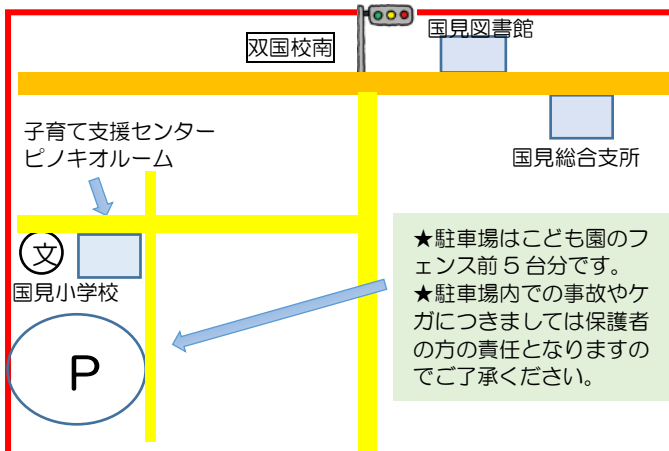 国見図書館
双国校南
子育て支援センター
ピノキオルーム
国見総合支所
文
国見小学校
P
★駐車場はこども園のフ
ェンス前 5 台分です。
★駐車場内での事故やケ
ガにつきましては保護者
の方の責任となりますの
でご了承ください。